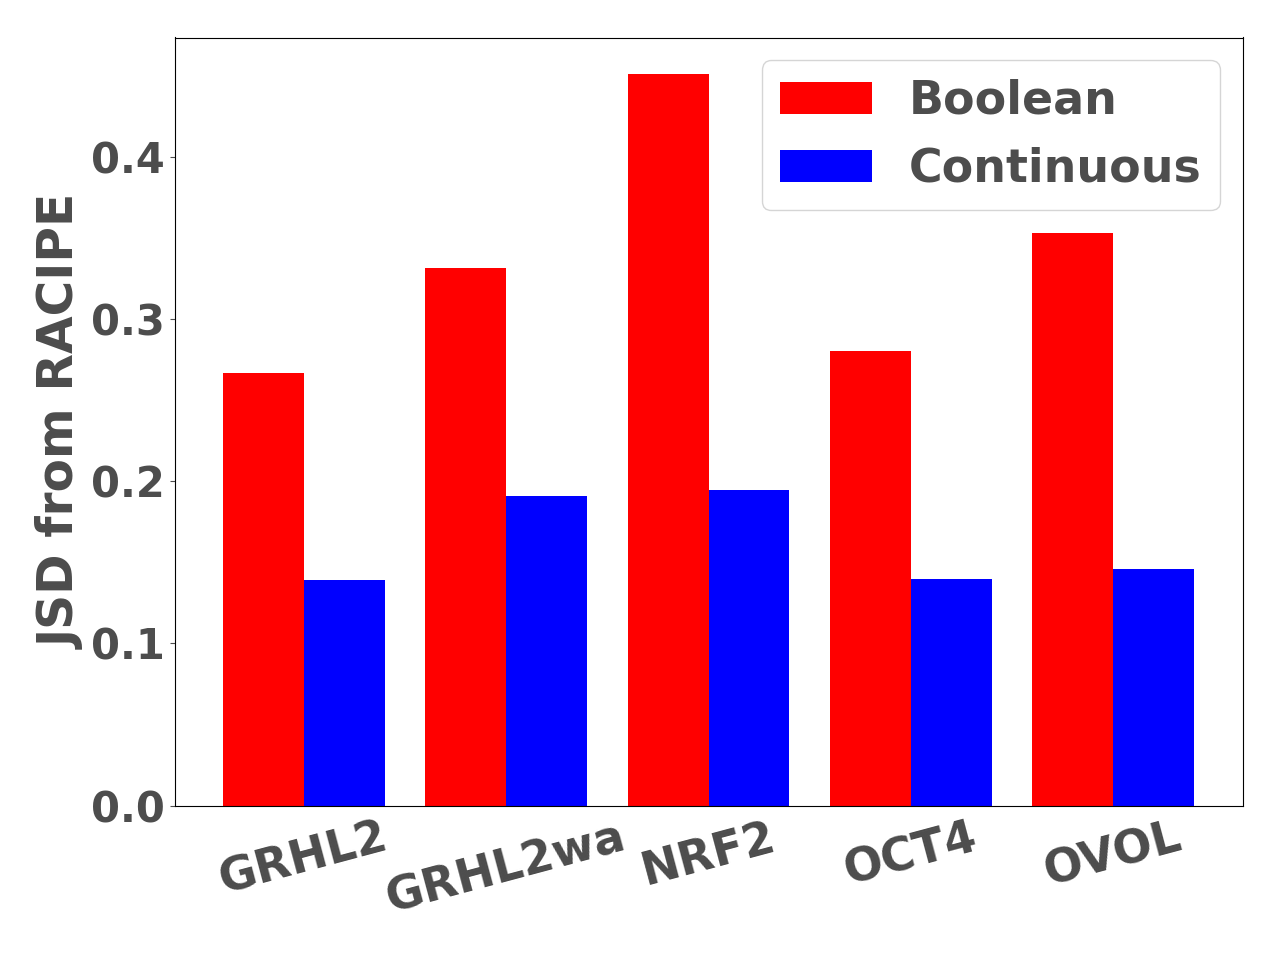 Boolean
Continuous
JSD from RACIPE
0.4
0.3
0.2
0.1
0.0
GRHL2
GRHL2wa
NRF2
OCT4
OVOL